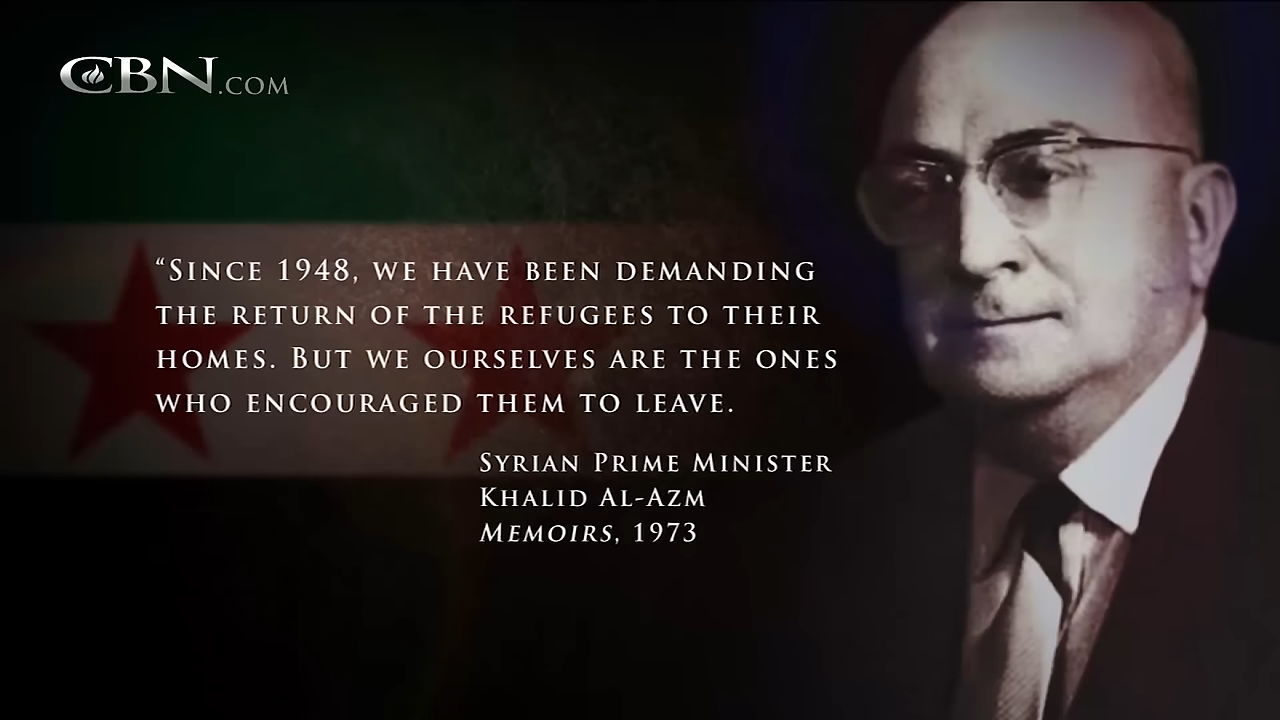 CBN.COM
“SINCE 1948, WE HAVE BEEN DEMANDING
THE RETURN OF THE REFUGEES TO THEIR
HOMES. BUT WE OURSELVES ARE THE ONES
WHO ENCOURAGED THEM TO LEAVE.
SYRIAN PRIME MINISTER
KHALID AL-AZM
MEMOIRS, 1973